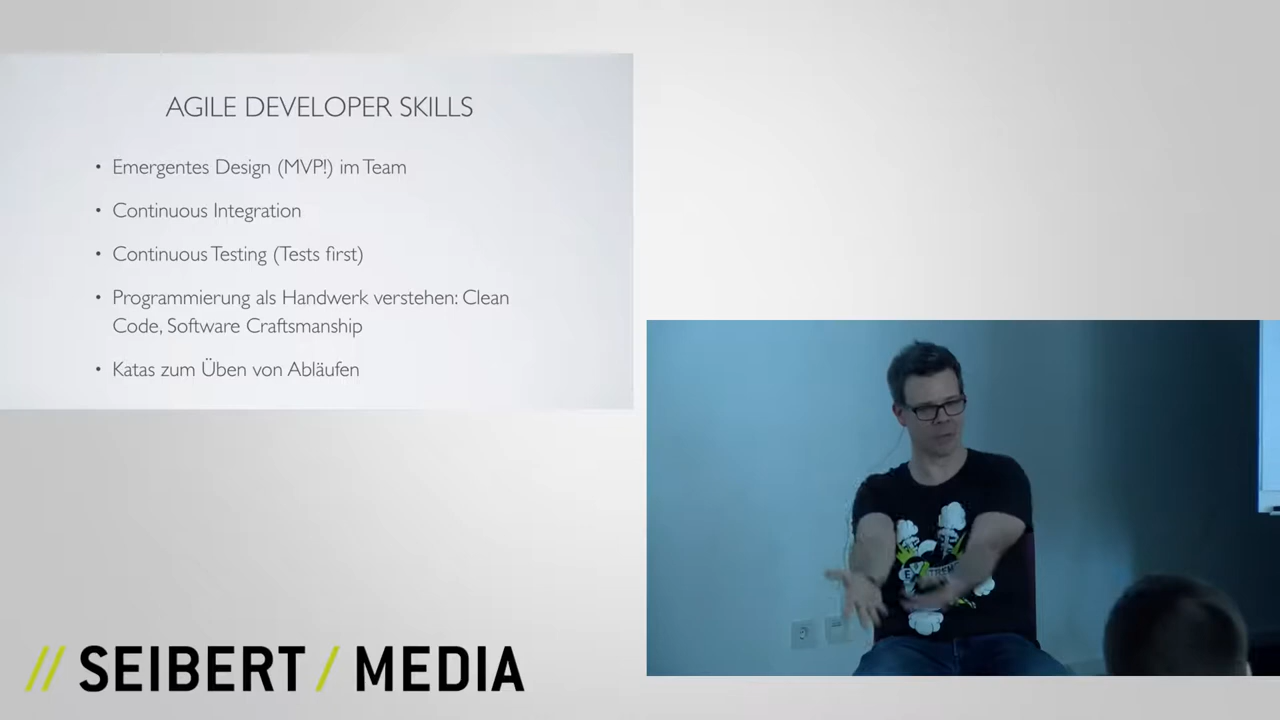 AGILE DEVELOPER SKILLS
• Emergentes Design (MVP!) im Team
• Continuous Integration
• Continuous Testing (Tests first)
• Programmierung als Handwerk verstehen: Clean
Code, Software Craftsmanship
• Katas zum Üben von Abläufen
// SEIBERT / MEDIA